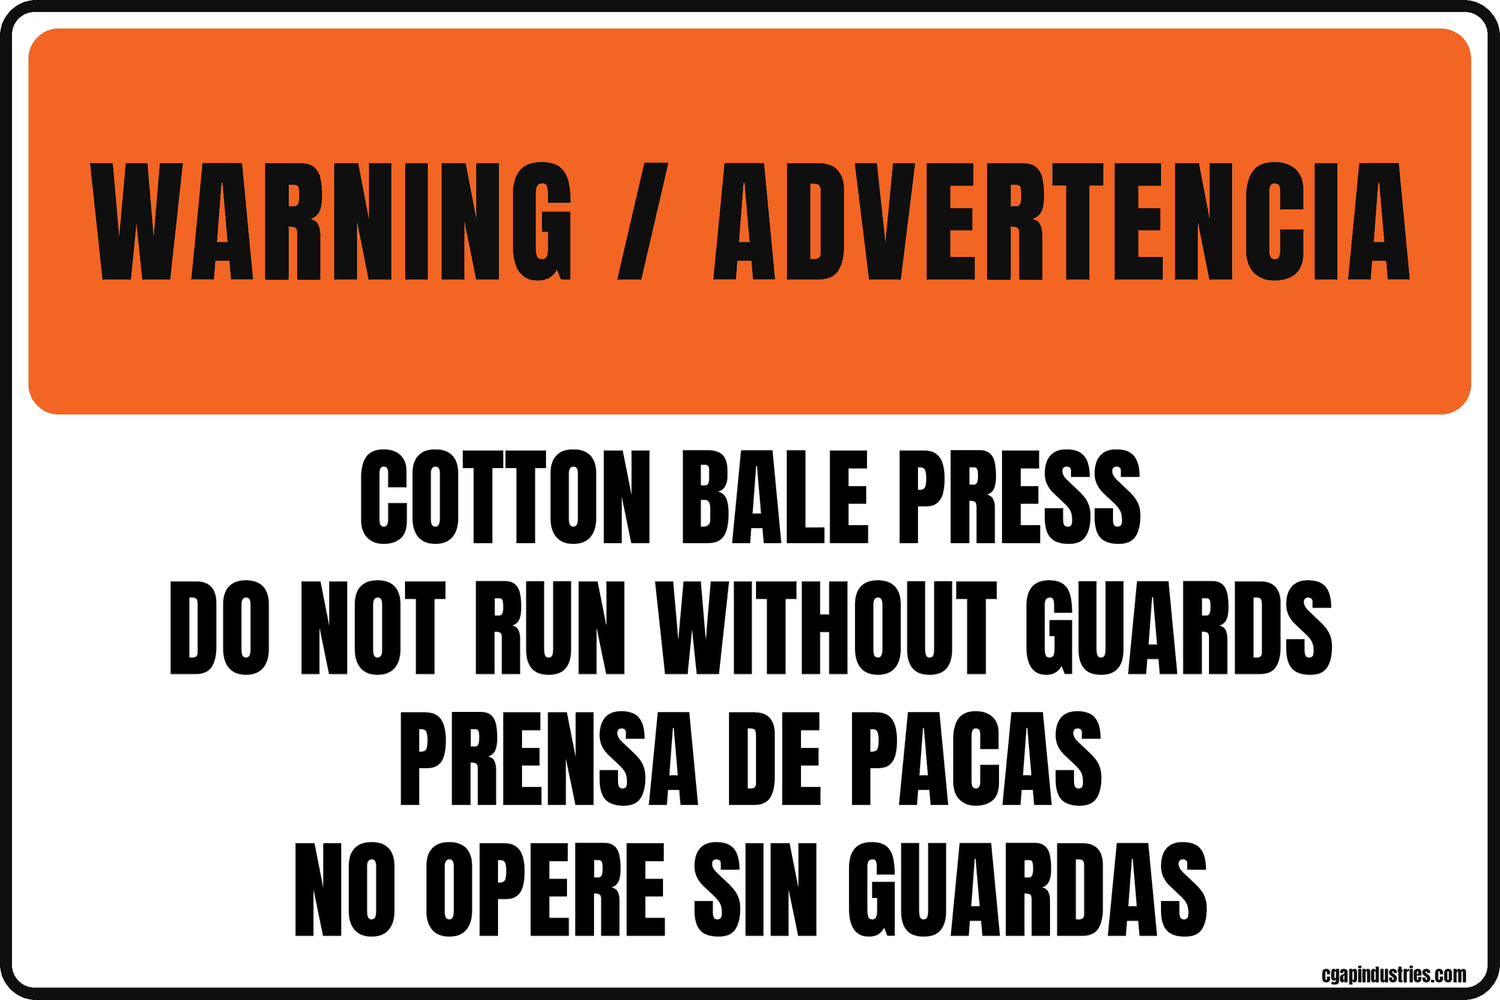 WARNING / ADVERTENCIA
COTTON BALE PRESS
DO NOT RUN WITHOUT GUARDS
PRENSA DE PACAS
NO OPERE SIN GUARDAS
cgapindustries.com